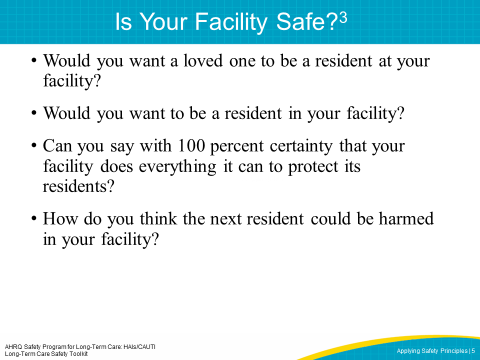 Is Your Facility Safe?³
• Would you want a loved one to be a resident at your
facility?
• Would you want to be a resident in your facility?
• Can you say with 100 percent certainty that your
facility does everything it can to protect its
residents?
• How do you think the next resident could be harmed
in your facility?
AHRQ Safety Program for Long-Term Care: HAIs/CAUTI
Long-Term Care Safety Toolkit
Applying Safety Principles | 5